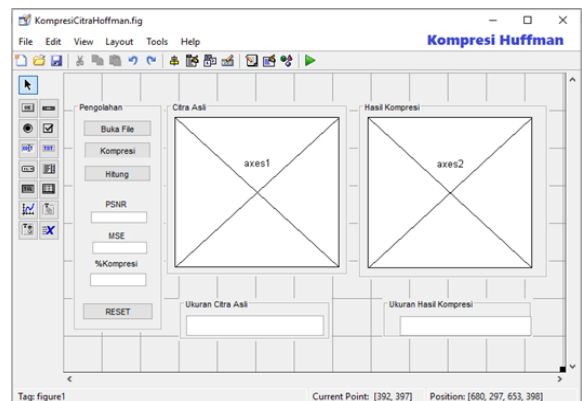 KompresiCitraHoffman.fig
File Edit View Layout Tools Help
Kompresi Huffman
Pengolahan
Buka File
Kompresi
Hitung
PSNR
MSE
%Kompresi
RESET
Citra Asli
axes1
Hasil Kompresi
axes2
Ukuran Citra Asli
Ukuran Hasil Kompresi
Tag: figure1
Current Point: [392, 397]
Position: [680, 297, 653, 398]